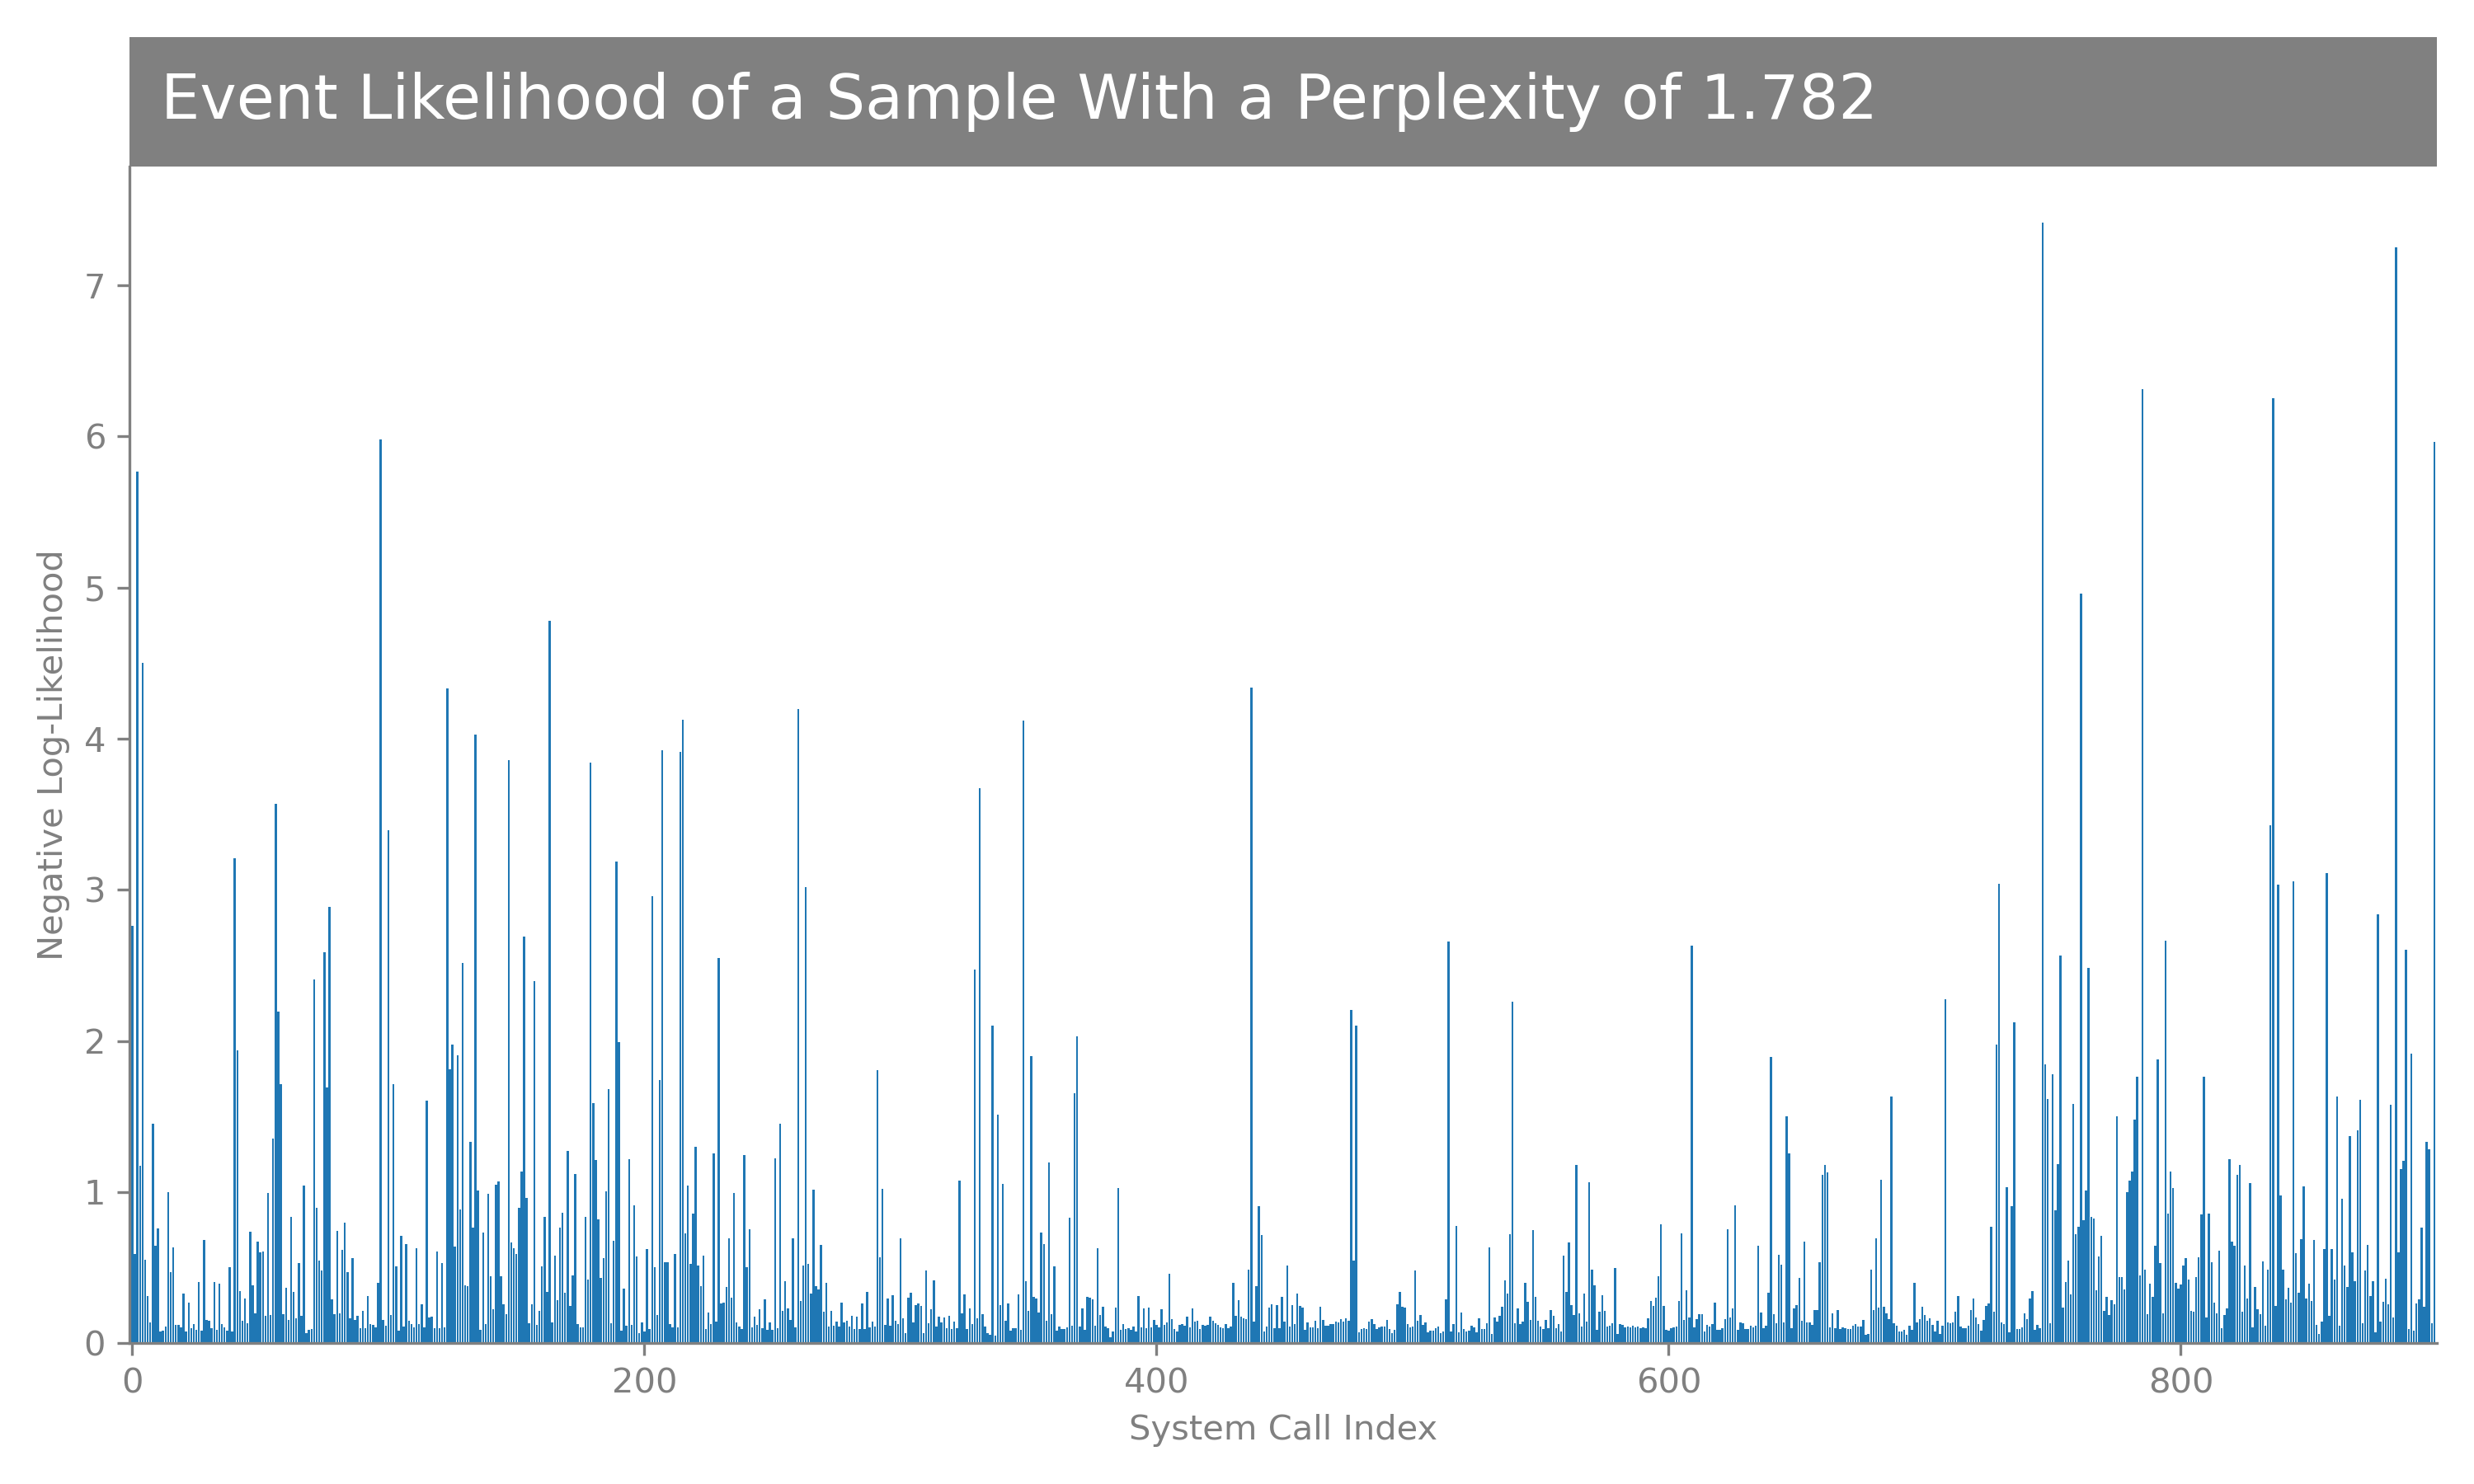 Event Likelihood of a Sample With a Perplexity of 1.782
Negative Log-Likelihood
7
6
5
4
3
2
1
0
0 200 400 600 800
System Call Index